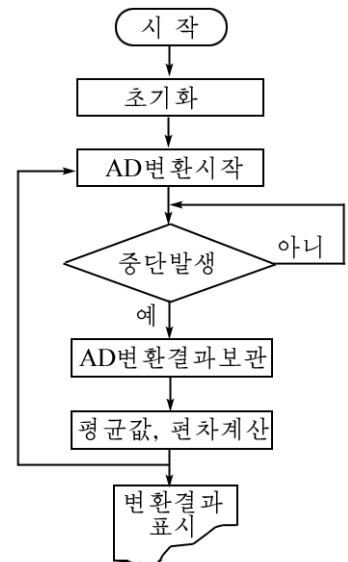 시 작
초기화
AD변환시작
중단발생
아니
예
AD변환결과보관
평균값, 편차계산
변환결과
표시